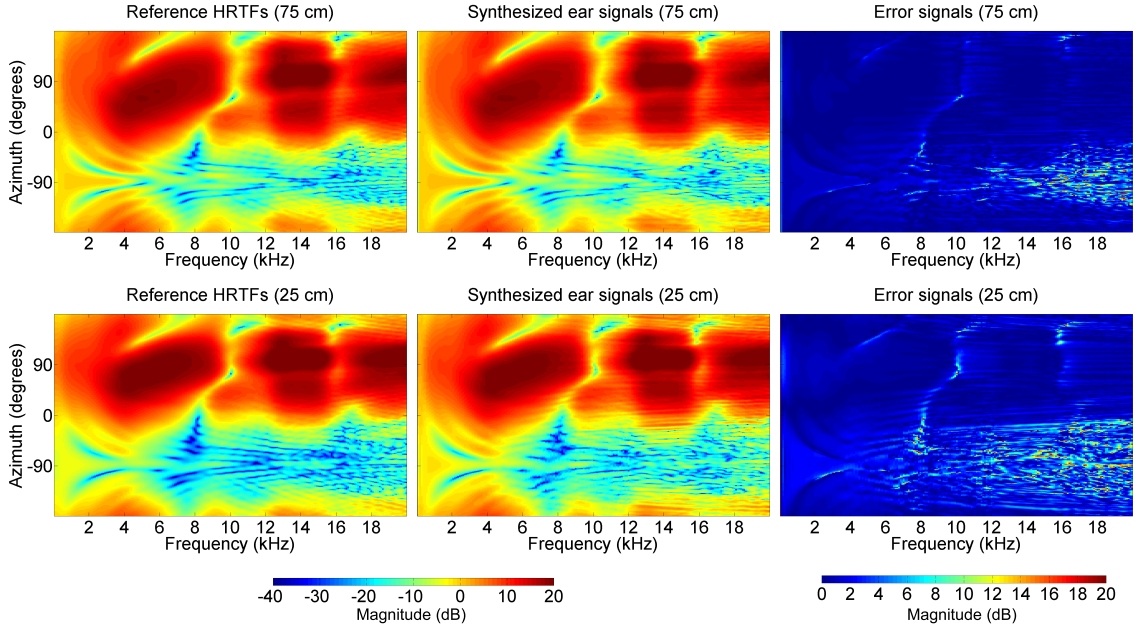 Reference HRTFs (75 cm)
Synthesized ear signals (75 cm)
Error signals (75 cm)
Azimuth (degrees)
90
0
-90
2 4 6 8 10 12 14 16 18
2 4 6 8 10 12 14 16 18
2 4 6 8 10 12 14 16 18
Frequency (kHz)
Frequency (kHz)
Frequency (kHz)
Reference HRTFs (25 cm)
Synthesized ear signals (25 cm)
Error signals (25 cm)
Azimuth (degrees)
90
0
-90
2 4 6 8 10 12 14 16 18
2 4 6 8 10 12 14 16 18
2 4 6 8 10 12 14 16 18
Frequency (kHz)
Frequency (kHz)
Frequency (kHz)
-40 -30 -20 -10 0 10 20
Magnitude (dB)
0 2 4 6 8 10 12 14 16 18 20
Magnitude (dB)